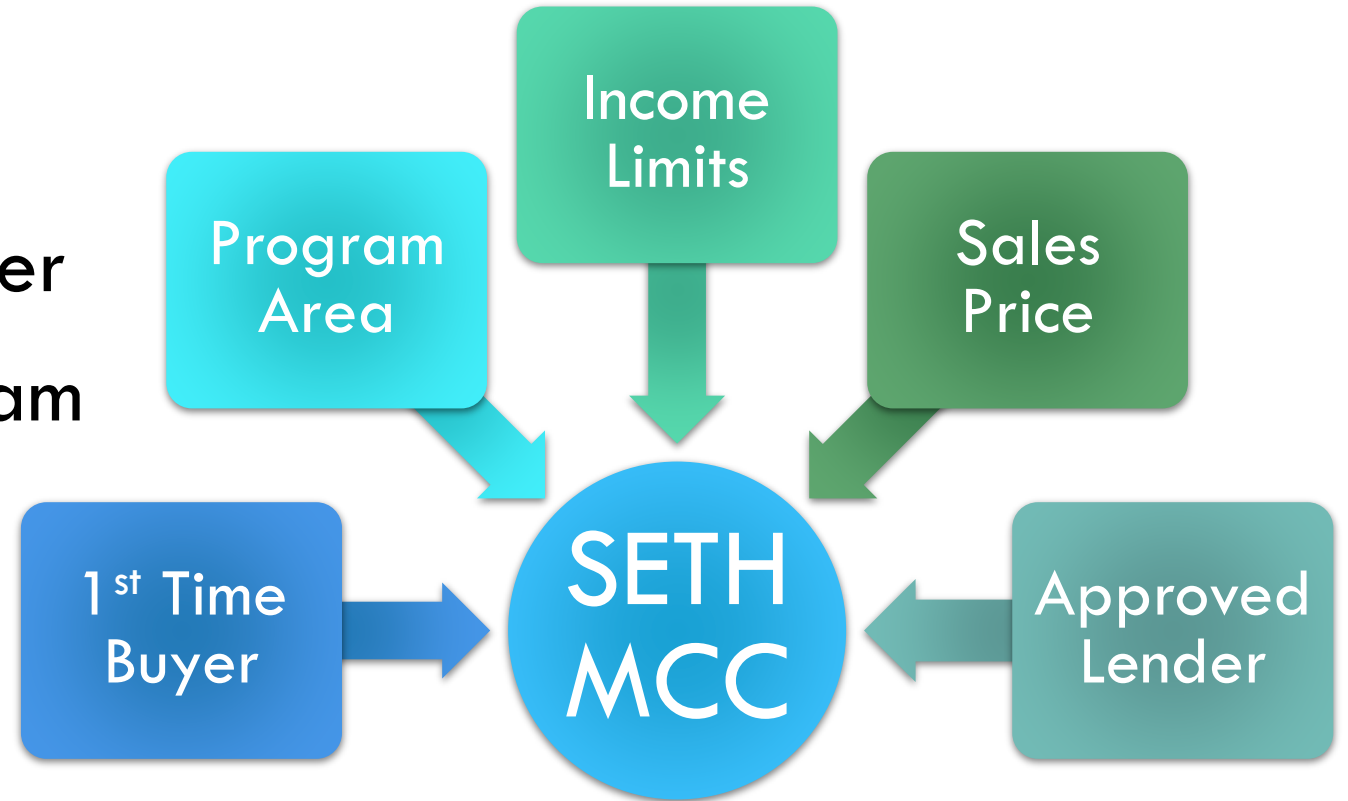 Income
Limits
Program
Area
Sales
Price
er
am
1st Time
Buyer
SETH
MCC
Approved
Lender